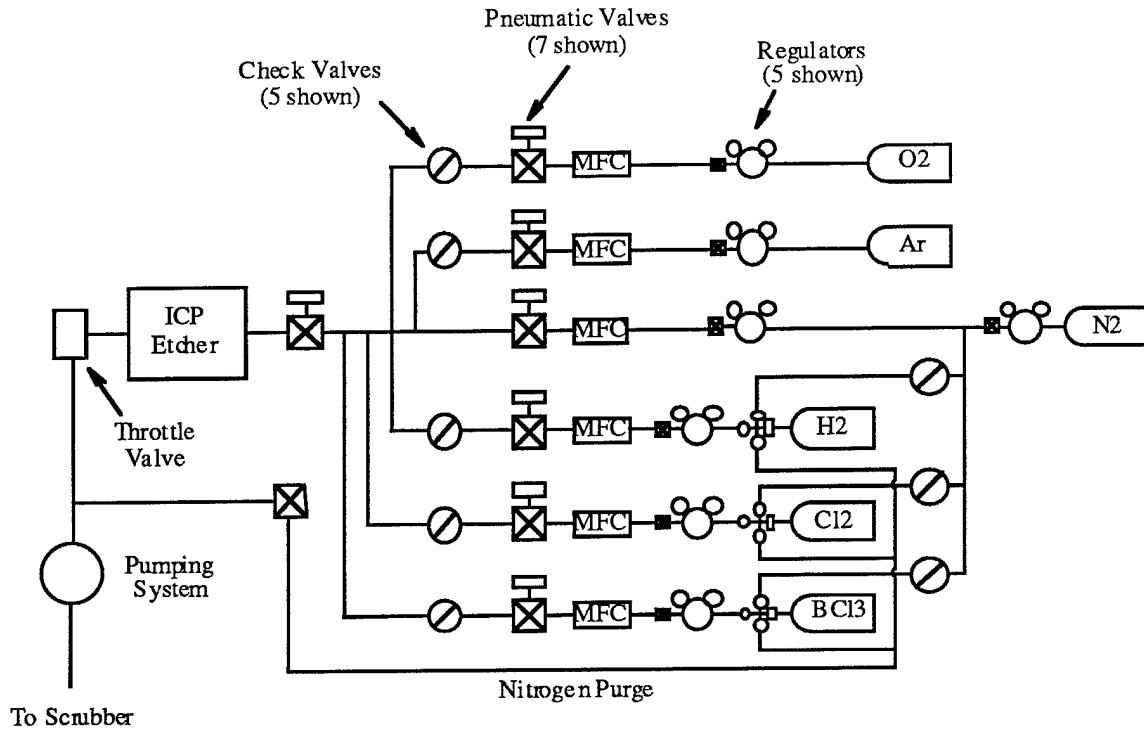 Pneumatic Valves
(7 shown)
Check Valves
(5 shown)
Regulators
(5 shown)
MFC
O2
MFC
Ar
ICP
Etcher
MFC
N2
Throttle
Valve
MFC
H2
MFC
Cl2
Pumping
System
MFC
BCl3
Nitrogen Purge
To Scrubber